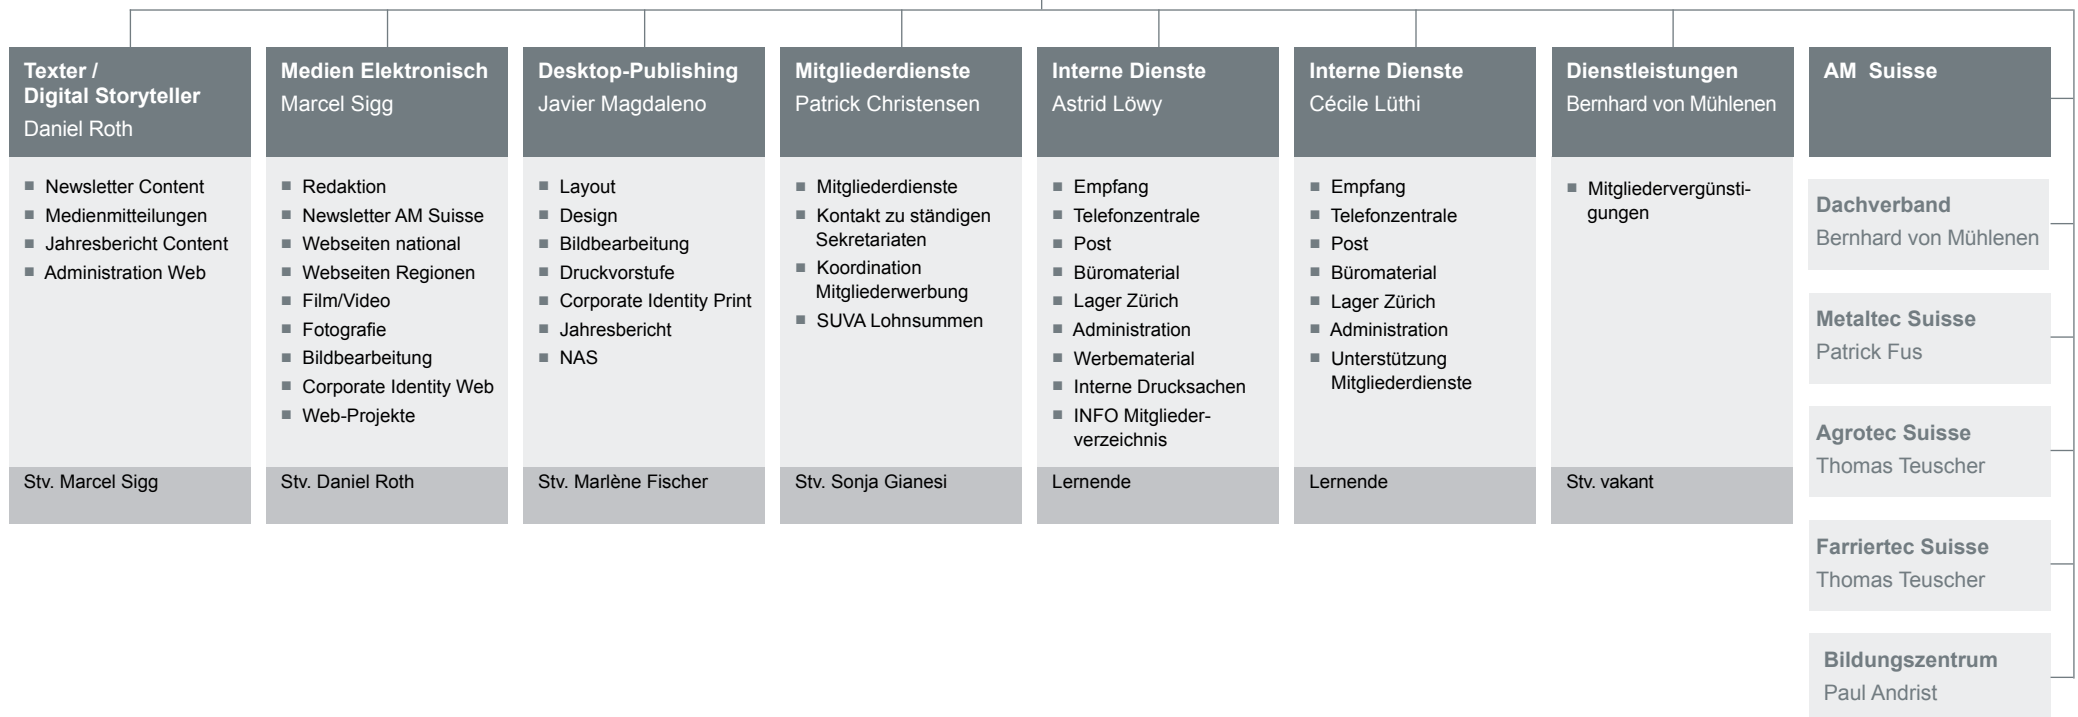 Texter /
Digital Storyteller
Daniel Roth
Newsletter Content
Medienmitteilungen
Jahresbericht Content
Administration Web
Stv. Marcel Sigg
Medien Elektronisch
Marcel Sigg
Redaktion
Newsletter AM Suisse
Webseiten national
Webseiten Regionen
Film/Video
Fotografie
Bildbearbeitung
Corporate Identity Web
Web-Projekte
Stv. Daniel Roth
Desktop-Publishing
Javier Magdaleno
Layout
Design
Bildbearbeitung
Druckvorstufe
Corporate Identity Print
Jahresbericht
NAS
Stv. Marlène Fischer
Mitgliederdienste
Patrick Christensen
Mitgliederdienste
Kontakt zu ständigen
Sekretariaten
Koordination
Mitgliederwerbung
SUVA Lohnsummen
Stv. Sonja Gianesi
Interne Dienste
Astrid Löwy
Empfang
Telefonzentrale
Post
Büromaterial
Lager Zürich
Administration
Werbematerial
Interne Drucksachen
INFO Mitglieder-
verzeichnis
Lernende
Interne Dienste
Cécile Lüthi
Empfang
Telefonzentrale
Post
Büromaterial
Lager Zürich
Administration
Unterstützung
Mitgliederdienste
Lernende
Dienstleistungen
Bernhard von Mühlenen
Mitgliedervergünsti-
gungen
Stv. vakant
AM Suisse
Dachverband
Bernhard von Mühlenen
Metaltec Suisse
Patrick Fus
Agrotec Suisse
Thomas Teuscher
Farriertec Suisse
Thomas Teuscher
Bildungszentrum
Paul Andrist